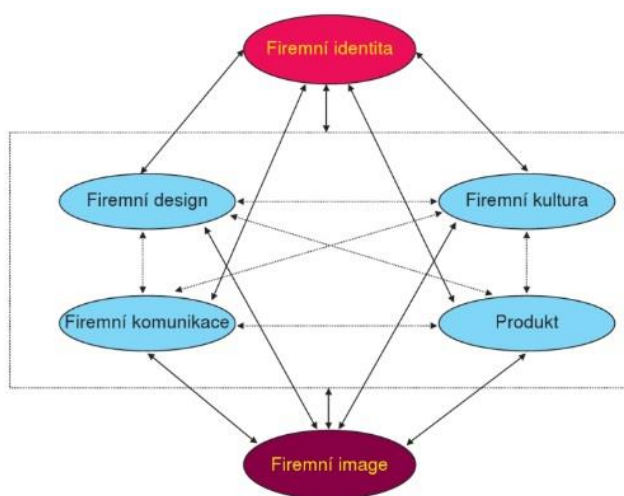 Firemní identita
Firemní design
Firemní kultura
Firemní komunikace
Produkt
Firemní image